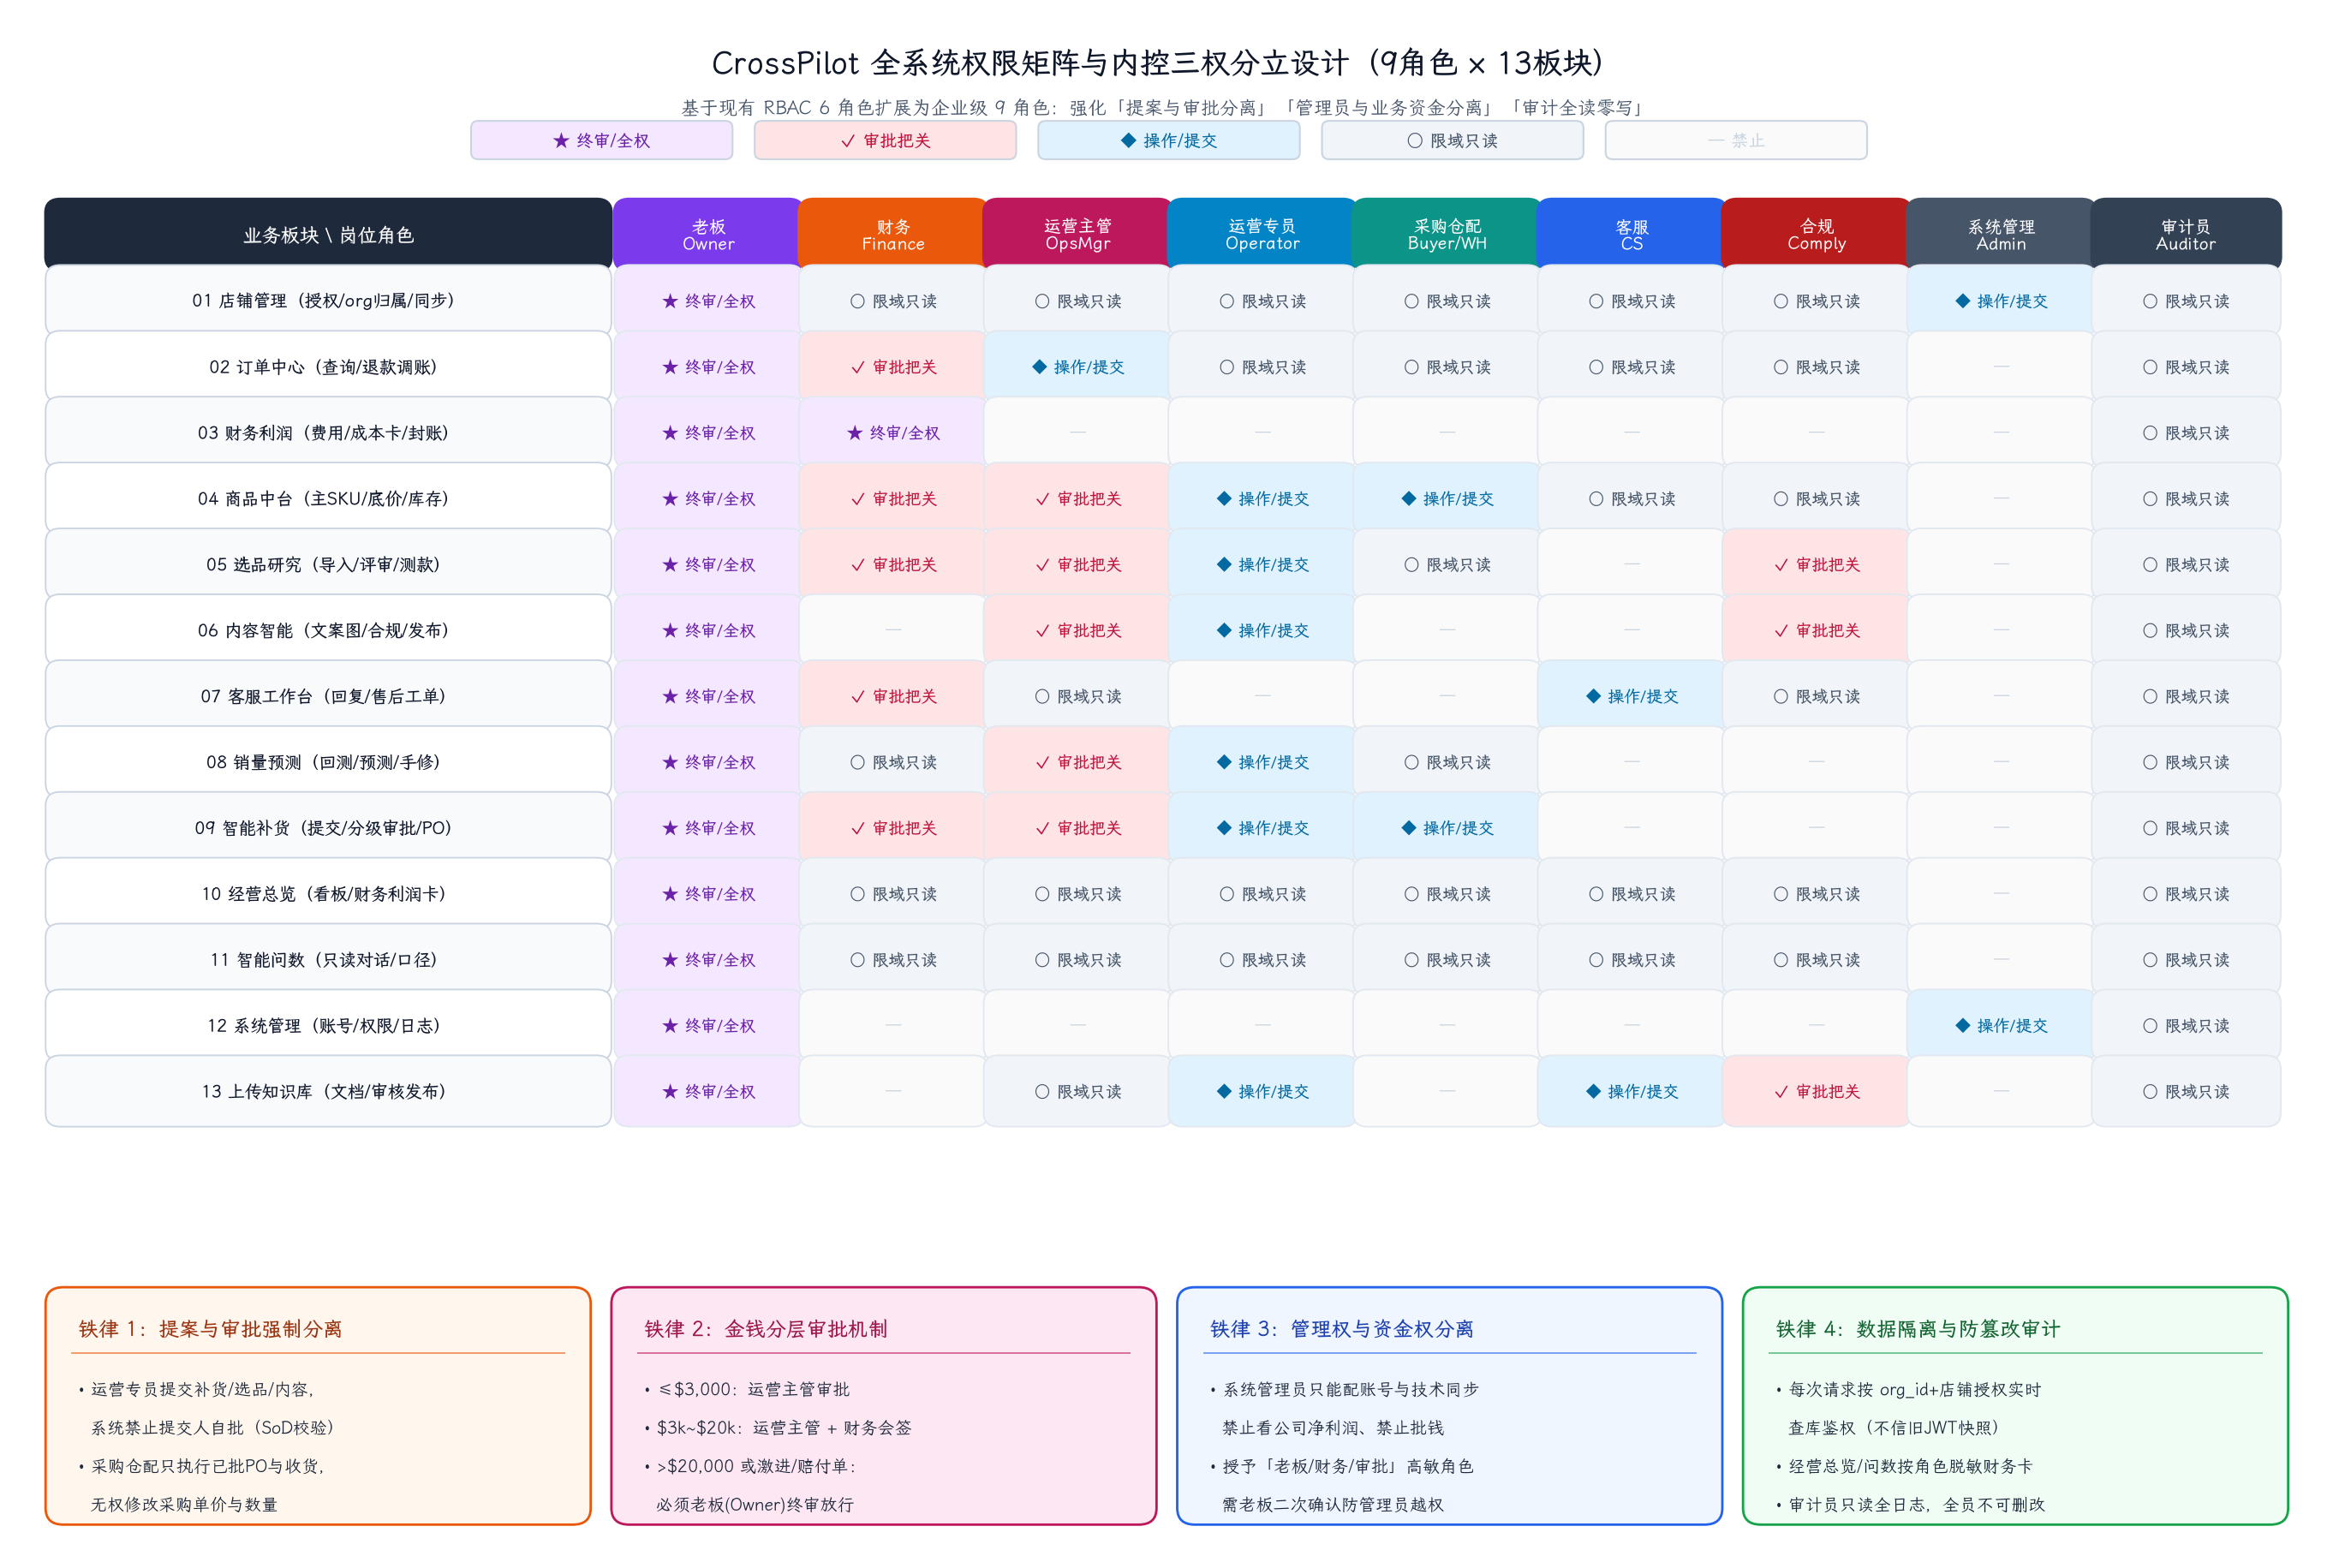 CrossPilot 全系统权限矩阵与内控三权分立设计（9角色 × 13板块）
基于现有 RBAC 6 角色扩展为企业级 9 角色：强化「提案与审批分离」「管理员与业务资金分离」「审计全读零写」
★ 终审/全权 ✓ 审批把关 ◆ 操作/提交 ○ 限域只读 — 禁止
业务板块 \ 岗位角色 老板 财务 运营主管 运营专员 采购仓配 客服 合规 系统管理 审计员
Owner Finance OpsMgr Operator Buyer/WH CS Comply Admin Auditor
01 店铺管理（授权/org归属/同步） ★ 终审/全权 ○ 限域只读 ○ 限域只读 ○ 限域只读 ○ 限域只读 ○ 限域只读 ○ 限域只读 ◆ 操作/提交 ○ 限域只读
02 订单中心（查询/退款调账） ★ 终审/全权 ✓ 审批把关 ◆ 操作/提交 ○ 限域只读 ○ 限域只读 ○ 限域只读 ○ 限域只读 — ○ 限域只读
03 财务利润（费用/成本卡/封账） ★ 终审/全权 ★ 终审/全权 — — — — — — ○ 限域只读
04 商品中台（主SKU/底价/库存） ★ 终审/全权 ✓ 审批把关 ✓ 审批把关 ◆ 操作/提交 ◆ 操作/提交 ○ 限域只读 ○ 限域只读 — ○ 限域只读
05 选品研究（导入/评审/测款） ★ 终审/全权 ✓ 审批把关 ✓ 审批把关 ◆ 操作/提交 ○ 限域只读 — ✓ 审批把关 — ○ 限域只读
06 内容智能（文案图/合规/发布） ★ 终审/全权 — ✓ 审批把关 ◆ 操作/提交 — — ✓ 审批把关 — ○ 限域只读
07 客服工作台（回复/售后工单） ★ 终审/全权 ✓ 审批把关 ○ 限域只读 — — ◆ 操作/提交 ○ 限域只读 — ○ 限域只读
08 销量预测（回测/预测/手修） ★ 终审/全权 ○ 限域只读 ✓ 审批把关 ◆ 操作/提交 ○ 限域只读 — — — ○ 限域只读
09 智能补货（提交/分级审批/PO） ★ 终审/全权 ✓ 审批把关 ✓ 审批把关 ◆ 操作/提交 ◆ 操作/提交 — — — ○ 限域只读
10 经营总览（看板/财务利润卡） ★ 终审/全权 ○ 限域只读 ○ 限域只读 ○ 限域只读 ○ 限域只读 ○ 限域只读 ○ 限域只读 — ○ 限域只读
11 智能问数（只读对话/口径） ★ 终审/全权 ○ 限域只读 ○ 限域只读 ○ 限域只读 ○ 限域只读 ○ 限域只读 ○ 限域只读 — ○ 限域只读
12 系统管理（账号/权限/日志） ★ 终审/全权 — — — — — — ◆ 操作/提交 ○ 限域只读
13 上传知识库（文档/审核发布） ★ 终审/全权 — ○ 限域只读 ◆ 操作/提交 — ◆ 操作/提交 ✓ 审批把关 — ○ 限域只读
铁律 1：提案与审批强制分离
• 运营专员提交补货/选品/内容，
系统禁止提交人自批（SoD校验）
• 采购仓配只执行已批PO与收货，
无权修改采购单价与数量
铁律 2：金钱分层审批机制
• ≤$3,000：运营主管审批
• $3k~$20k：运营主管 + 财务会签
• >$20,000 或激进/赔付单：
必须老板(Owner)终审放行
铁律 3：管理权与资金权分离
• 系统管理员只能配账号与技术同步
禁止看公司净利润、禁止批钱
• 授予「老板/财务/审批」高敏角色
需老板二次确认防管理员越权
铁律 4：数据隔离与防篡改审计
• 每次请求按 org_id+店铺授权实时
查库鉴权（不信旧JWT快照）
• 经营总览/问数按角色脱敏财务卡
• 审计员只读全日志，全员不可删改